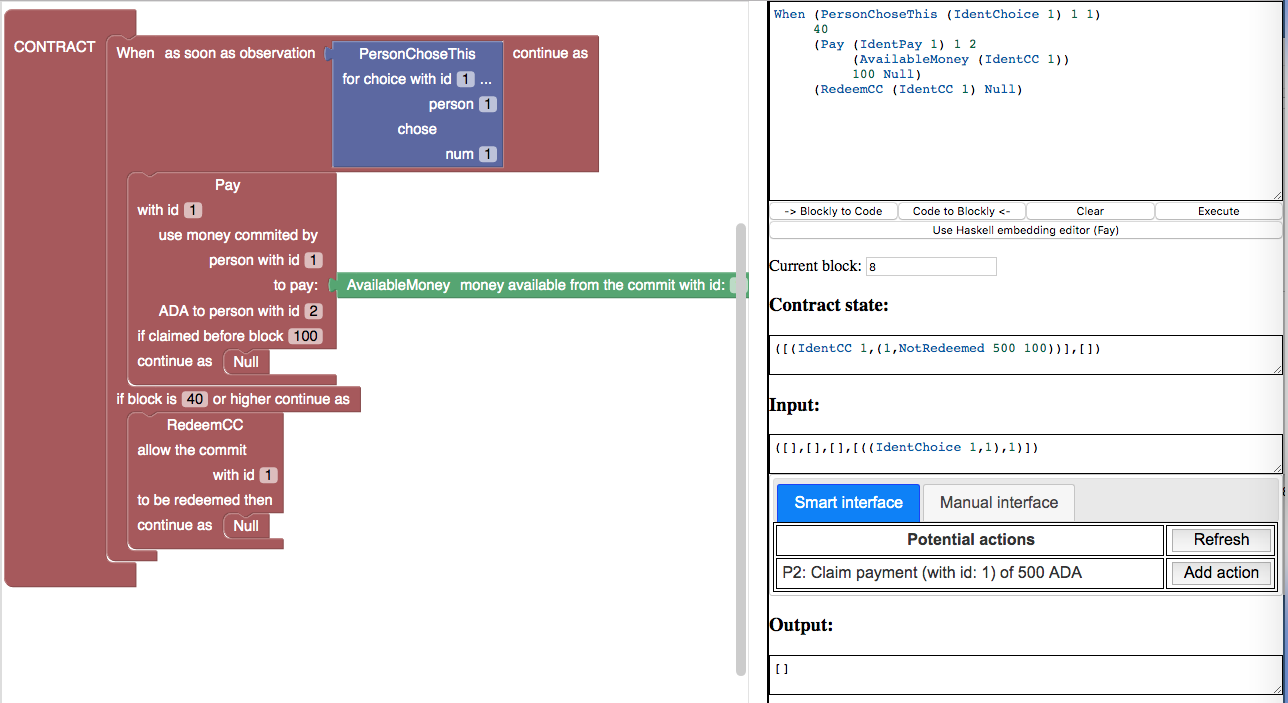 CONTRACT
When as soon as observation
PersonChoseThis
for choice with id 1 ...
person 1
chose
num 1
continue as
Pay
with id 1
use money commited by
person with id 1
to pay:
AvailableMoney money available from the commit with id:
ADA to person with id 2
if claimed before block 100
continue as Null
if block is 40 or higher continue as
RedeemCC
allow the commit
with id 1
to be redeemed then
continue as Null
When (PersonChoseThis (IdentChoice 1) 1 1)
40
(Pay (IdentPay 1) 1 2
(AvailableMoney (IdentCC 1))
100 Null)
(RedeemCC (IdentCC 1) Null)
-> Blockly to Code
Code to Blockly <-
Clear
Execute
Use Haskell embedding editor (Fay)
Current block: 8
Contract state:
([(IdentCC 1,(1,NotRedeemed 500 100))],[])
Input:
([],[],[],[((IdentChoice 1,1),1)])
Smart interface
Manual interface
Potential actions
Refresh
P2: Claim payment (with id: 1) of 500 ADA
Add action
Output:
[]